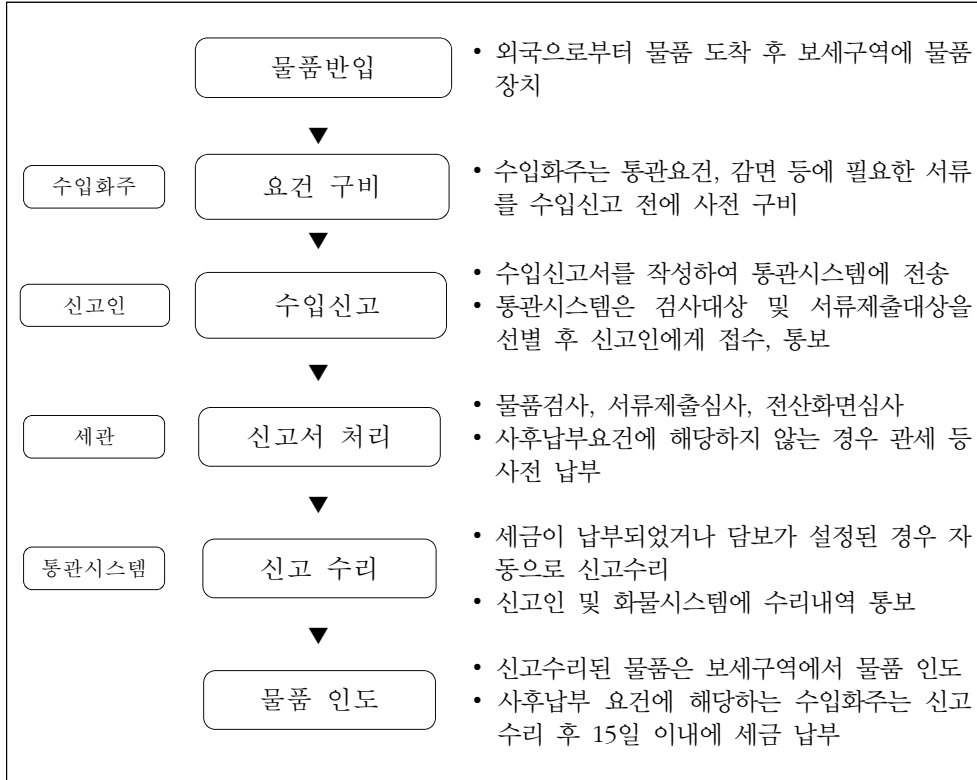 물품반입
• 외국으로부터 물품 도착 후 보세구역에 물품
장치
▼
수입화주
요건 구비
• 수입화주는 통관요건, 감면 등에 필요한 서류
를 수입신고 전에 사전 구비
▼
신고인
수입신고
• 수입신고서를 작성하여 통관시스템에 전송
• 통관시스템은 검사대상 및 서류제출대상을
선별 후 신고인에게 접수, 통보
▼
세관
신고서 처리
• 물품검사, 서류제출심사, 전산화면심사
• 사후납부요건에 해당하지 않는 경우 관세 등
사전 납부
▼
통관시스템
신고 수리
• 세금이 납부되었거나 담보가 설정된 경우 자
동으로 신고수리
• 신고인 및 화물시스템에 수리내역 통보
▼
물품 인도
• 신고수리된 물품은 보세구역에서 물품 인도
• 사후납부 요건에 해당하는 수입화주는 신고
수리 후 15일 이내에 세금 납부